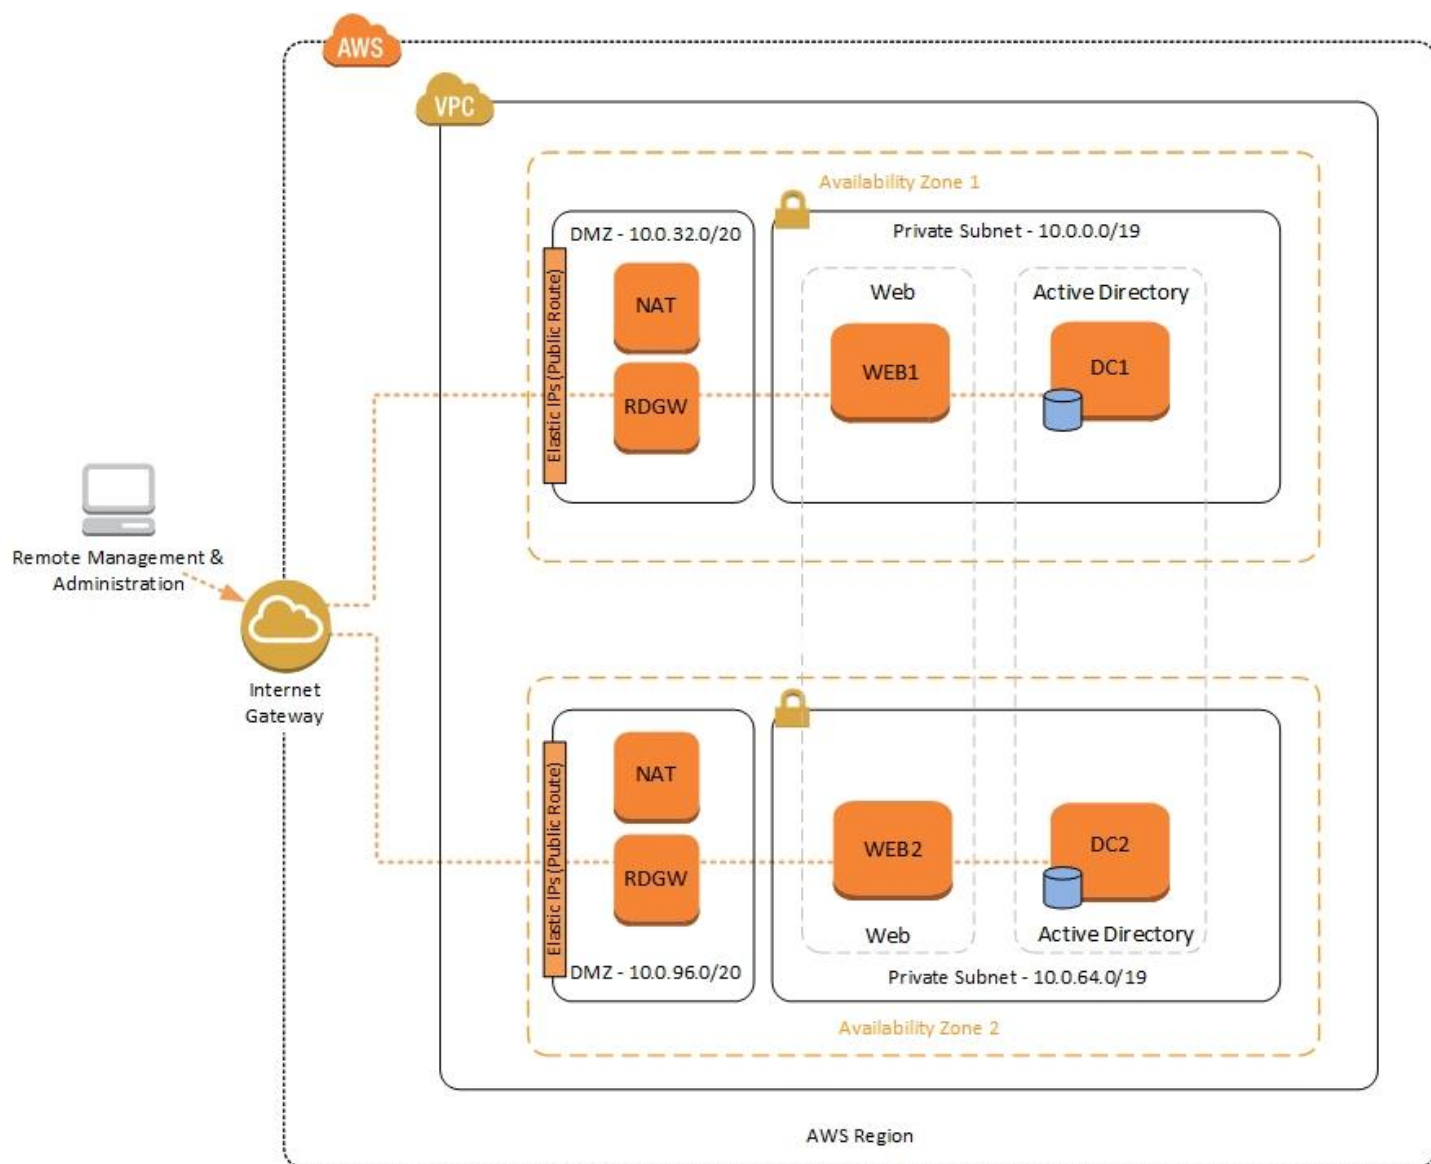 AWS
VPC
Availability Zone 1
DMZ - 10.0.32.0/20
Private Subnet - 10.0.0.0/19
Elastic IPs (Public Route)
NAT
RDGW
Web
WEB1
Active Directory
DC1
Remote Management &
Administration
Internet
Gateway
Elastic IPs (Public Route)
NAT
RDGW
DMZ - 10.0.96.0/20
WEB2
Web
DC2
Active Directory
Private Subnet - 10.0.64.0/19
Availability Zone 2
AWS Region